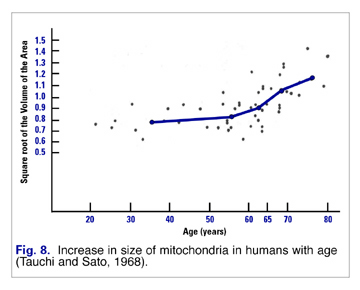 Square root of the Volume of the Area
1.5
1.4
1.3
1.2
1.1
1.0
0.9
0.8
0.7
0.6
0.5
20 30 40 50 60 65 70 80
Age (years)
Fig. 8. Increase in size of mitochondria in humans with age
(Tauchi and Sato, 1968).